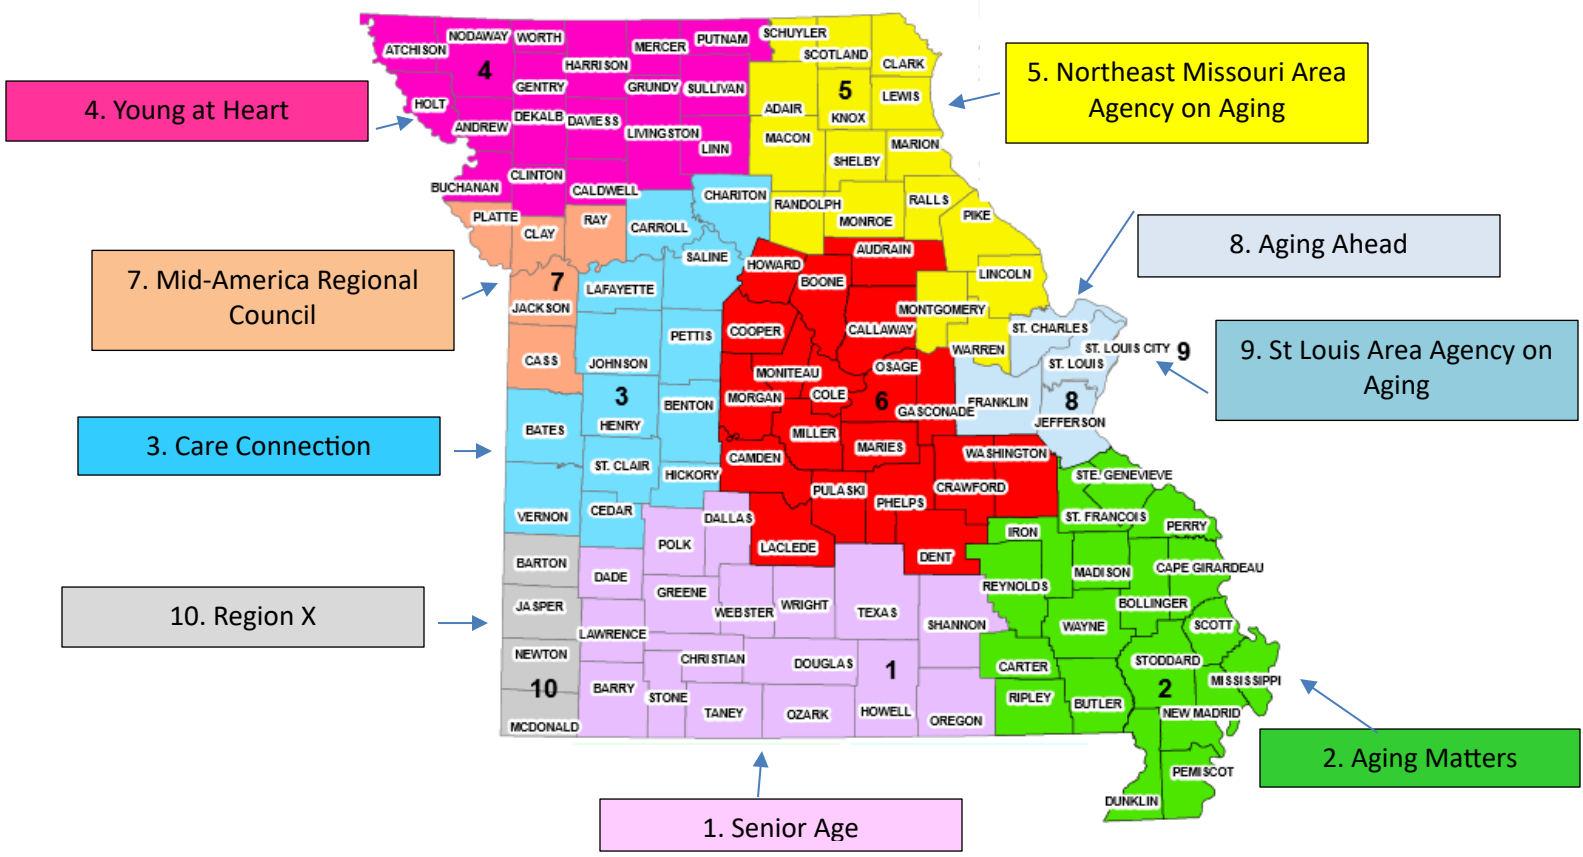 ATCHISON
NODAWAY
WORTH
HARRISON
MERCER
PUTNAM
SCHUYLER
SCOTLAND
CLARK
4
GENTRY
GRUNDY
SULLIVAN
ADAIR
5
KNOX
LEWIS
5. Northeast Missouri Area
Agency on Aging
4. Young at Heart
HOLT
ANDREW
DEKALB
DAVIESS
LIVINGSTON
LINN
MACON
SHELBY
MARION
BUCHANAN
CLINTON
CALDWELL
CHARITON
RANDOLPH
MONROE
RALLS
PIKE
PLATTE
CLAY
RAY
CARROLL
SALINE
HOWARD
BOONE
AUDRAIN
LINCOLN
8. Aging Ahead
7. Mid-America Regional
Council
7
JACKSON
LAFAYETTE
PETTIS
COOPER
CALLAWAY
MONTGOMERY
WARREN
ST. CHARLES
ST. LOUIS CITY
9
ST. LOUIS
9. St Louis Area Agency on
Aging
CASS
JOHNSON
MONITEAU
OSAGE
3
HENRY
BENTON
MORGAN
COLE
6
GASCONADE
FRANKLIN
8
JEFFERSON
3. Care Connection
BATES
ST. CLAIR
HICKORY
CAMDEN
MILLER
MARIES
WASHINGTON
STE. GENEVIEVE
VERNON
CEDAR
DALLAS
PULASKI
PHELPS
CRAWFORD
ST. FRANCOIS
PERRY
BARTON
DADE
POLK
LACLEDE
DENT
IRON
REYNOLDS
MADISON
CAPE GIRARDEAU
10. Region X
JASPER
LAWRENCE
GREENE
WEBSTER
WRIGHT
TEXAS
SHANNON
WAYNE
BOLLINGER
SCOTT
NEWTON
10
MCDONALD
BARRY
STONE
CHRISTIAN
TANEY
DOUGLAS
OZARK
1
HOWELL
OREGON
CARTER
RIPLEY
BUTLER
STODDARD
2
MISSISSIPPI
NEW MADRID
PEMISCOT
DUNKLIN
2. Aging Matters
1. Senior Age